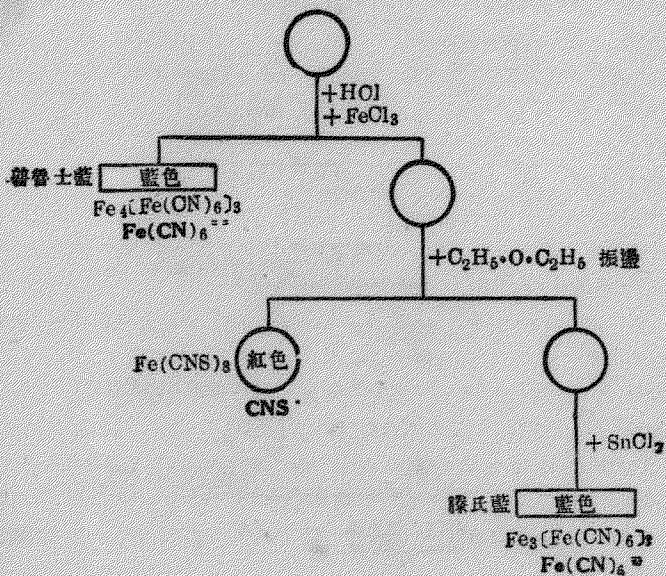 +HCl
+ FeCl₃
普魯士藍 藍色
Fe₄[Fe(CN)₆]₃
Fe(CN)₆⁼⁼
+C₂H₅•O•C₂H₅ 振盪
Fe(CNS)₃ 紅色
CNS
+ SnCl₂
滕氏藍 藍色
Fe₃[Fe(CN)₆]₂
Fe(CN)₆